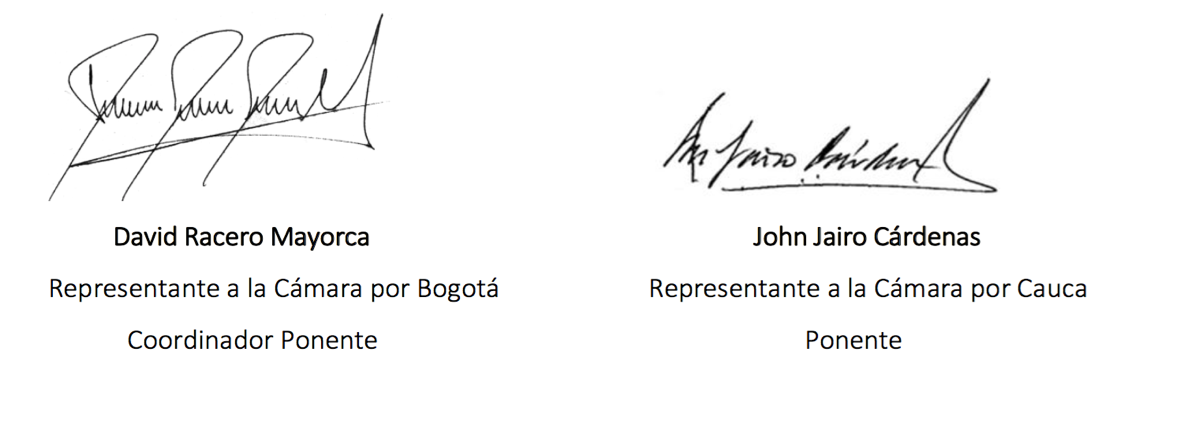 David Racero Mayorca
Representante a la Cámara por Bogotá
Coordinador Ponente
John Jairo Cárdenas
Representante a la Cámara por Cauca
Ponente